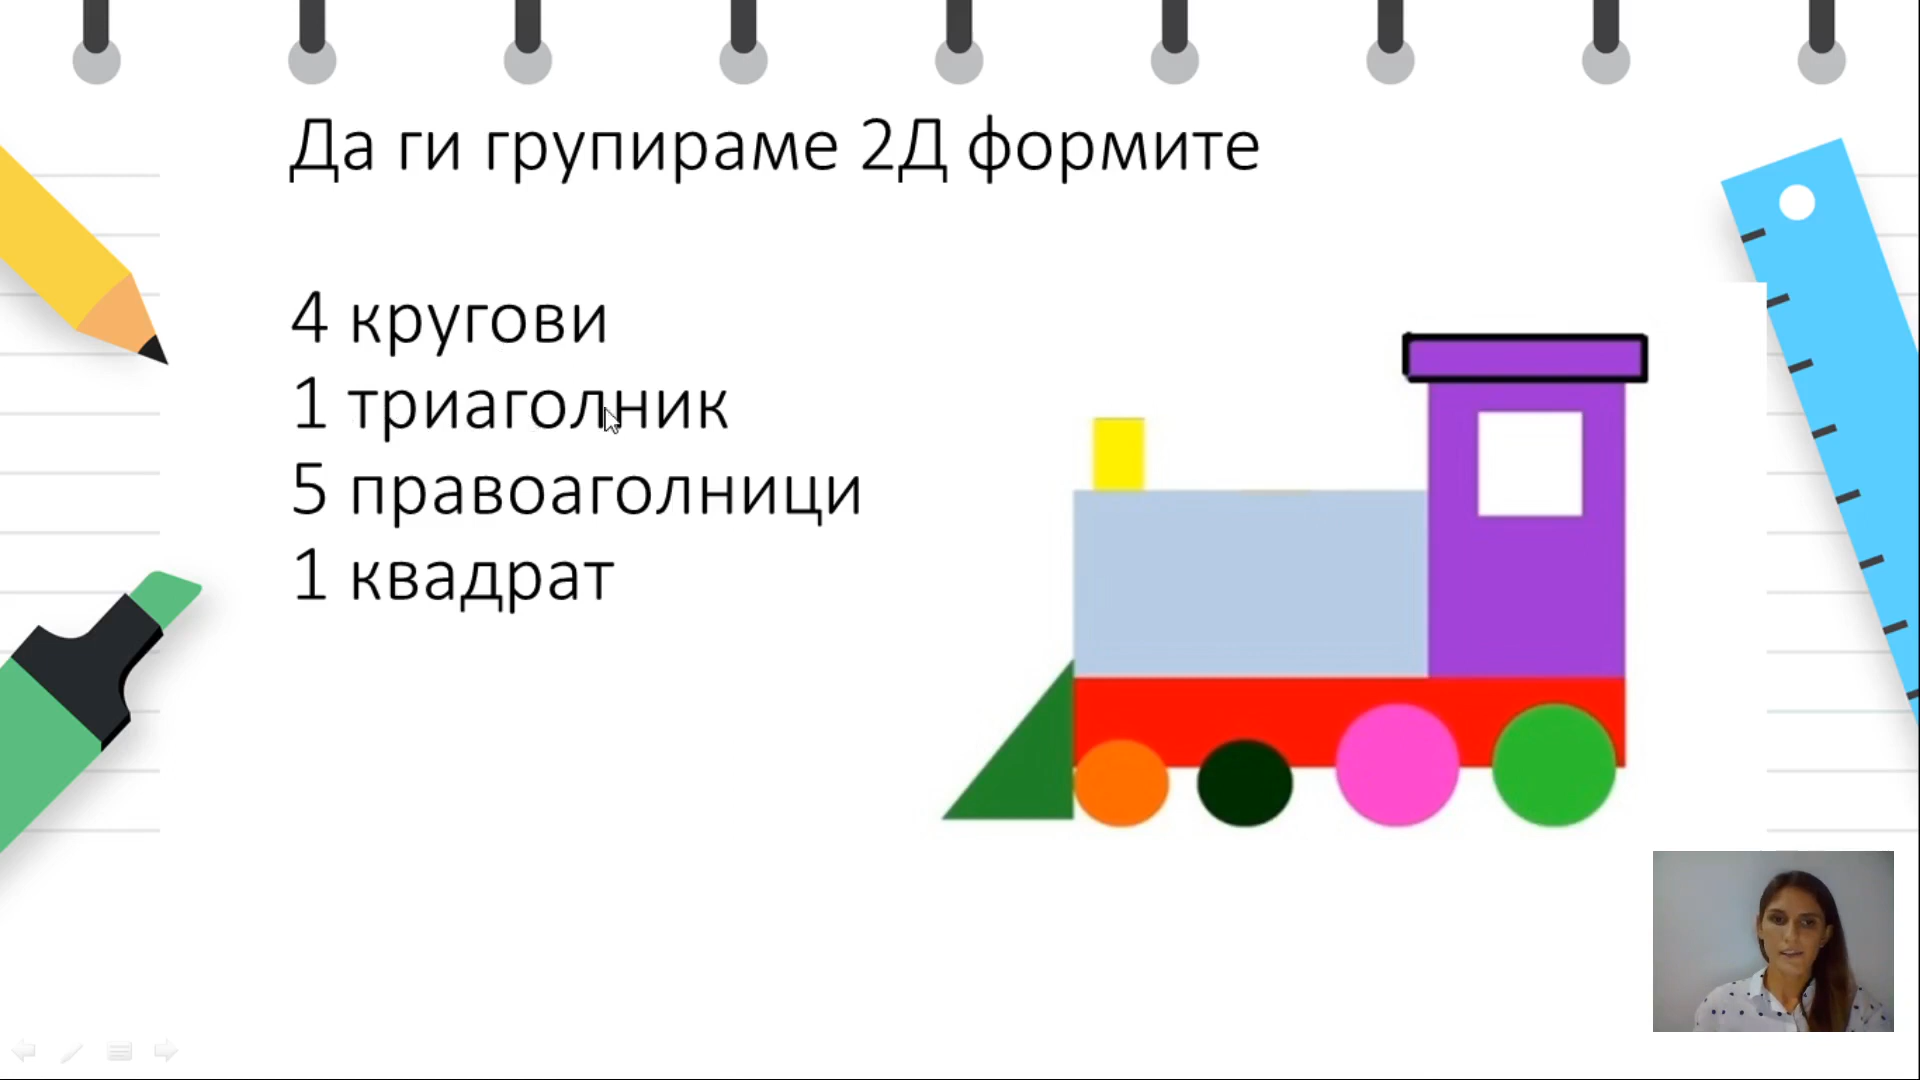 Да ги групираме 2Д формите
4 кругови
1 триаголник
5 правоаголници
1 квадрат